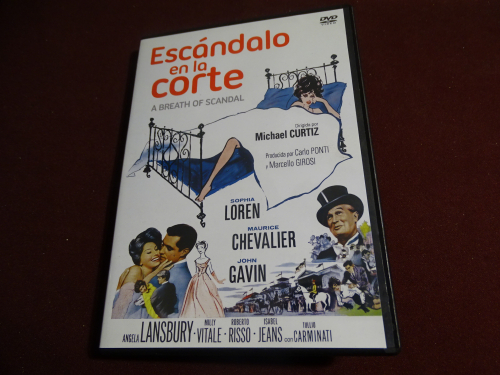 DVD
Escándalo
en la
corte
A BREATH OF SCANDAL
Dirigida por
Michael CURTIZ
Producida por Carlo PONTI
y Marcello GIROSI
SOPHIA
LOREN
MAURICE
CHEVALIER
JOHN
GAVIN
ANGELA LANSBURY · MILLY VITALE · ROBERTO RISSO · ISABEL JEANS con TULLIO CARMINATI